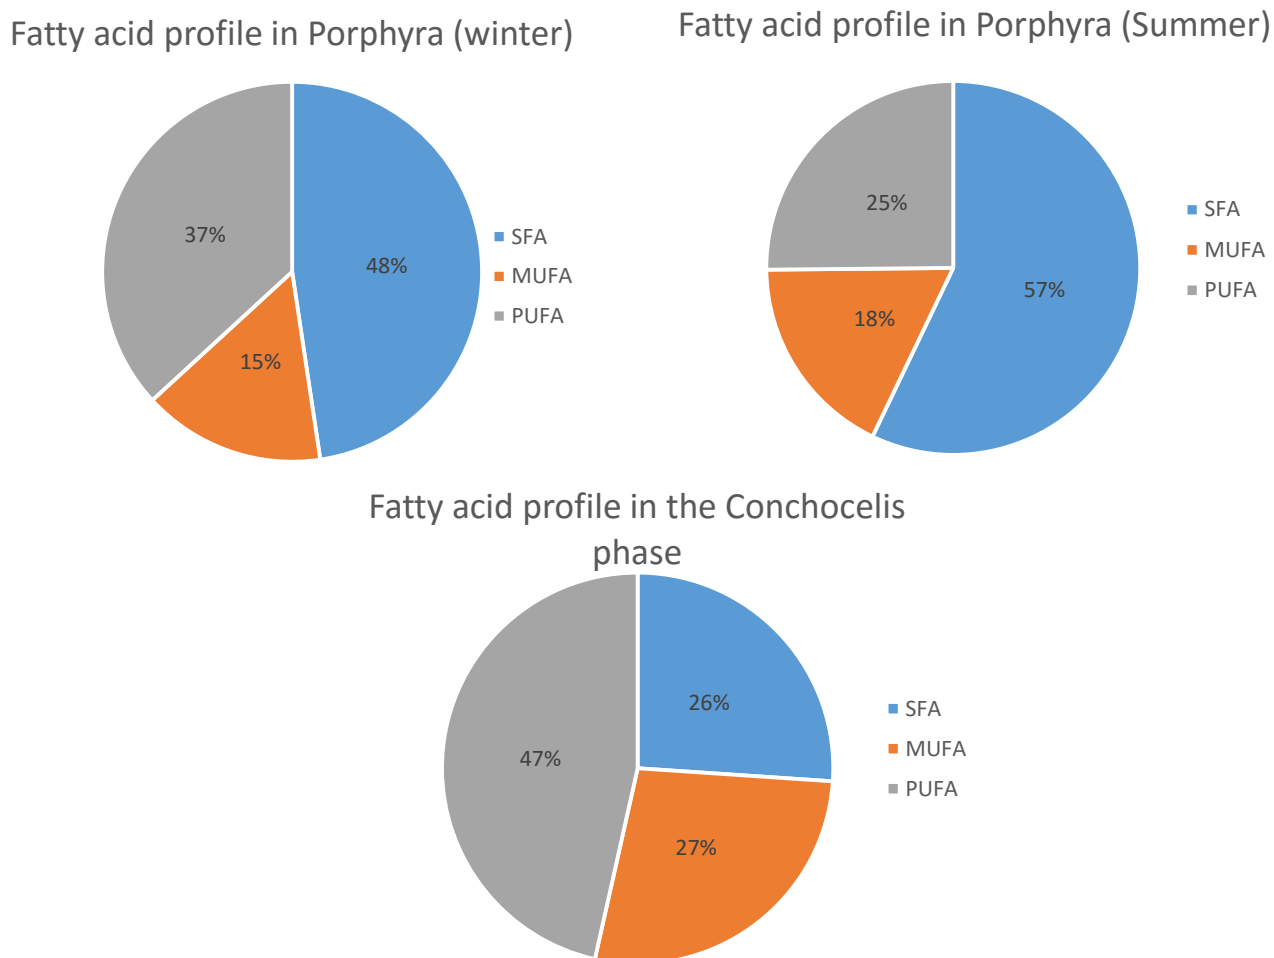 Fatty acid profile in Porphyra (winter)
37%
48%
15%
SFA
MUFA
PUFA
Fatty acid profile in Porphyra (Summer)
25%
57%
18%
SFA
MUFA
PUFA
Fatty acid profile in the Conchocelis
phase
26%
47%
27%
SFA
MUFA
PUFA